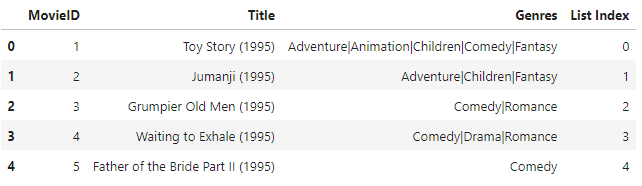 MovieID Title Genres List Index
0 1 Toy Story (1995) Adventure|Animation|Children|Comedy|Fantasy 0
1 2 Jumanji (1995) Adventure|Children|Fantasy 1
2 3 Grumpier Old Men (1995) Comedy|Romance 2
3 4 Waiting to Exhale (1995) Comedy|Drama|Romance 3
4 5 Father of the Bride Part II (1995) Comedy 4